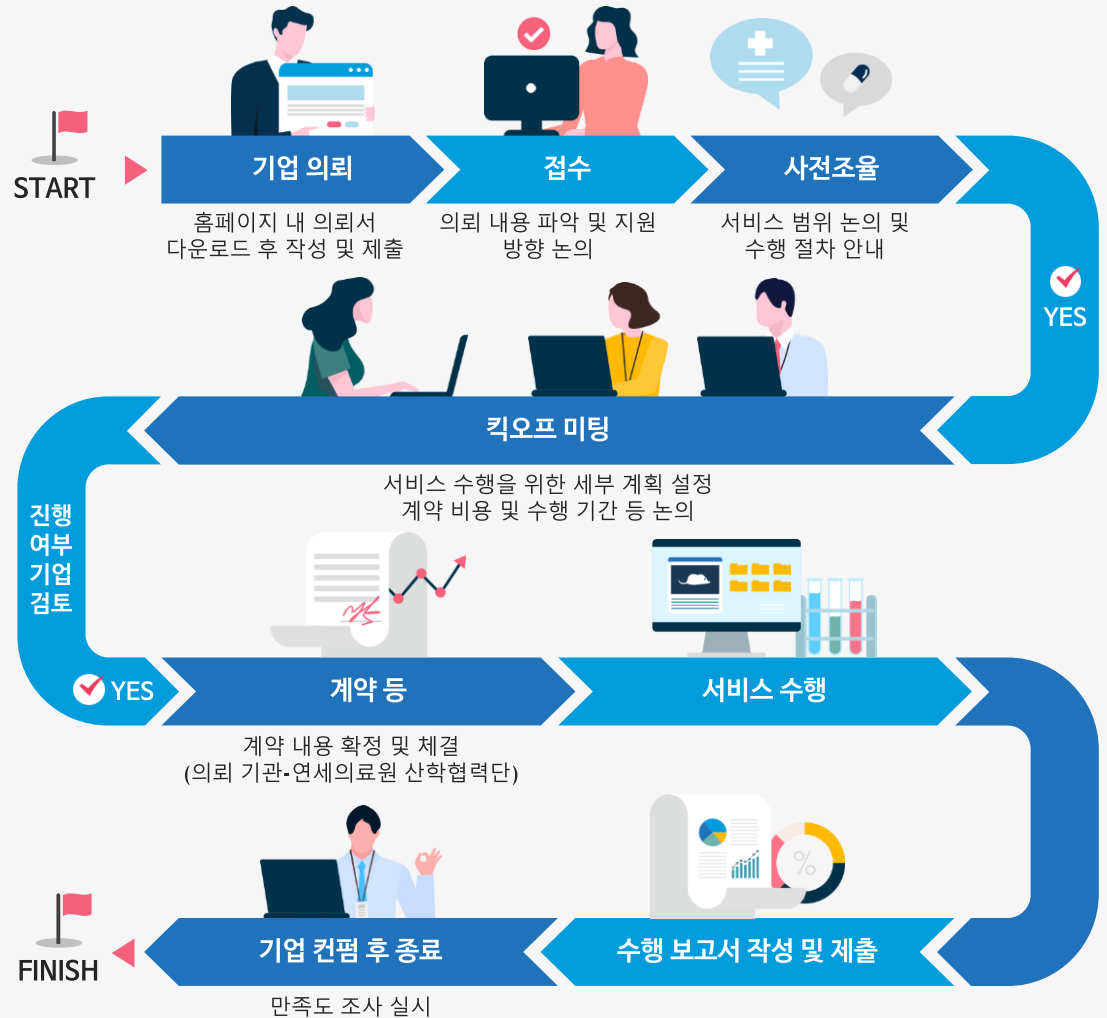 START
기업 의뢰
접수
사전조율
홈페이지 내 의뢰서
다운로드 후 작성 및 제출
의뢰 내용 파악 및 지원
방향 논의
서비스 범위 논의 및
수행 절차 안내
YES
킥오프 미팅
서비스 수행을 위한 세부 계획 설정
계약 비용 및 수행 기간 등 논의
진행
여부
기업
검토
YES
계약 등
서비스 수행
계약 내용 확정 및 체결
(의뢰 기관-연세의료원 산학협력단)
%
수행 보고서 작성 및 제출
기업 컨펌 후 종료
만족도 조사 실시
FINISH